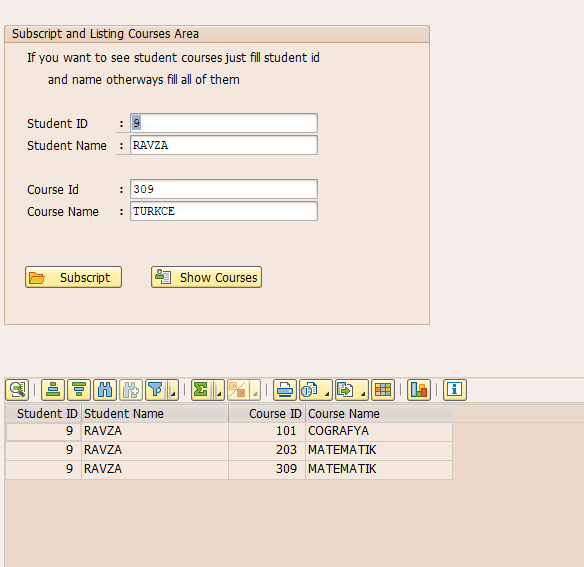 Subscript and Listing Courses Area
If you want to see student courses just fill student id
and name otherways fill all of them
Student ID : 9
Student Name : RAVZA
Course Id : 309
Course Name : TURKCE
Subscript Show Courses
Student ID Student Name Course ID Course Name
9 RAVZA 101 COGRAFYA
9 RAVZA 203 MATEMATIK
9 RAVZA 309 MATEMATIK